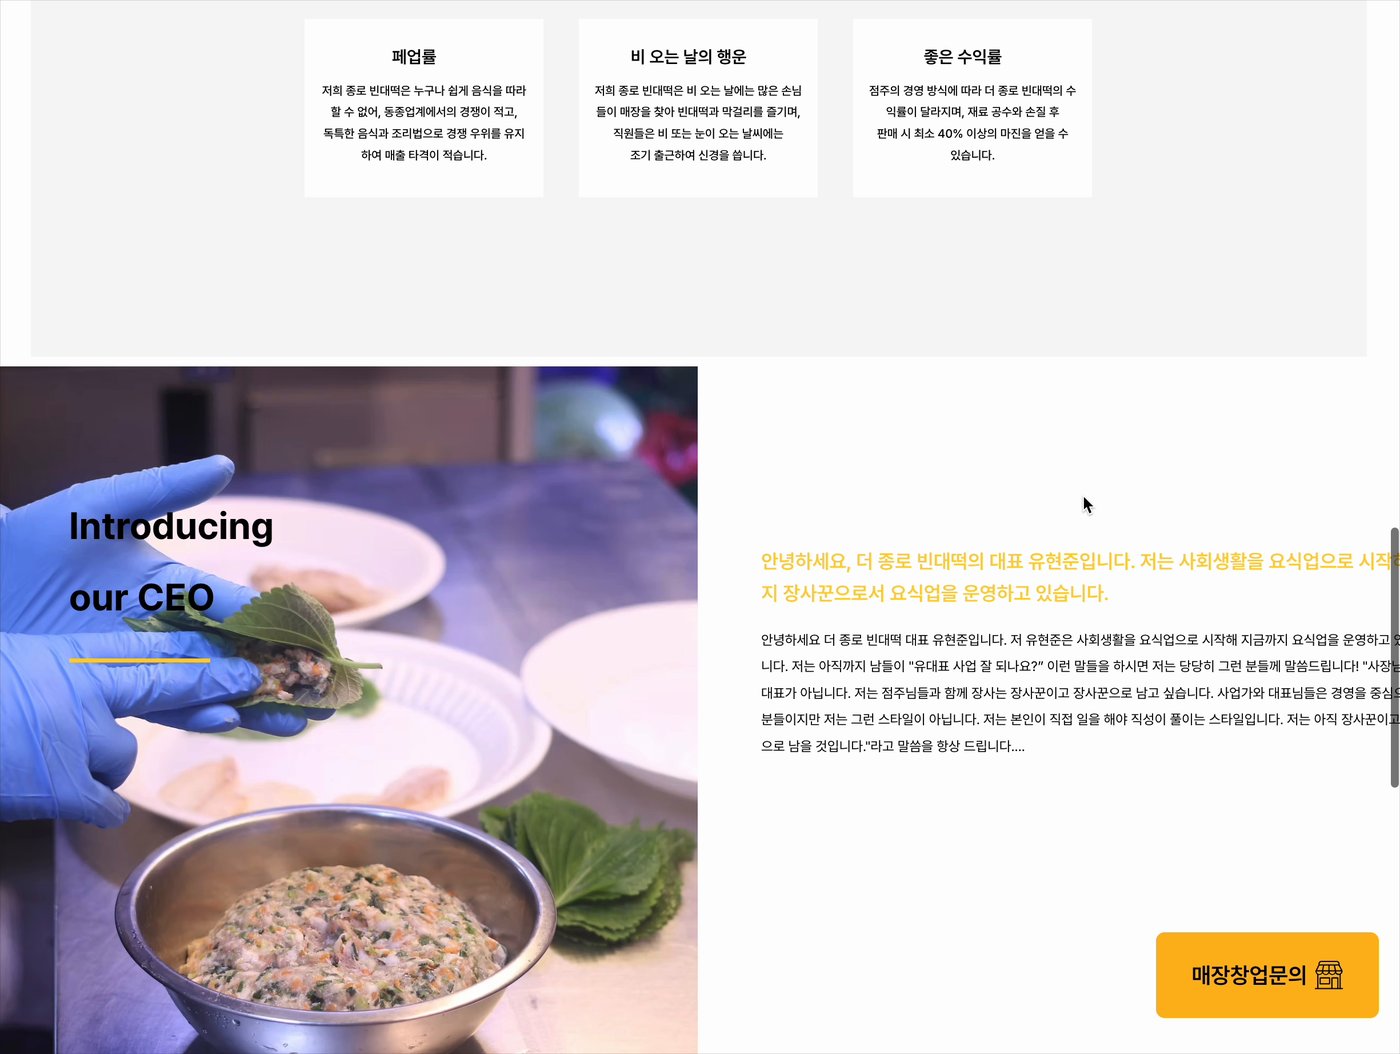 페업률
저희 종로 빈대떡은 누구나 쉽게 음식을 따라
할 수 없어, 동종업계에서의 경쟁이 적고,
독특한 음식과 조리법으로 경쟁 우위를 유지
하여 매출 타격이 적습니다.
비 오는 날의 행운
저희 종로 빈대떡은 비 오는 날에는 많은 손님
들이 매장을 찾아 빈대떡과 막걸리를 즐기며,
직원들은 비 또는 눈이 오는 날씨에는
조기 출근하여 신경을 씁니다.
좋은 수익률
점주의 경영 방식에 따라 더 종로 빈대떡의 수
익률이 달라지며, 재료 공수와 손질 후
판매 시 최소 40% 이상의 마진을 얻을 수
있습니다.
Introducing
our CEO
안녕하세요, 더 종로 빈대떡의 대표 유현준입니다. 저는 사회생활을 요식업으로 시작
지 장사꾼으로서 요식업을 운영하고 있습니다.
안녕하세요 더 종로 빈대떡 대표 유현준입니다. 저 유현준은 사회생활을 요식업으로 시작해 지금까지 요식업을 운영하고
니다. 저는 아직까지 남들이 "유대표 사업 잘 되나요?” 이런 말들을 하시면 저는 당당히 그런 분들께 말씀드립니다! "사장님
대표가 아닙니다. 저는 점주님들과 함께 장사는 장사꾼이고 장사꾼으로 남고 싶습니다. 사업가와 대표님들은 경영을 중심으
분들이지만 저는 그런 스타일이 아닙니다. 저는 본인이 직접 일을 해야 직성이 풀이는 스타일입니다. 저는 아직 장사꾼이고
으로 남을 것입니다."라고 말씀을 항상 드립니다....
매장창업문의